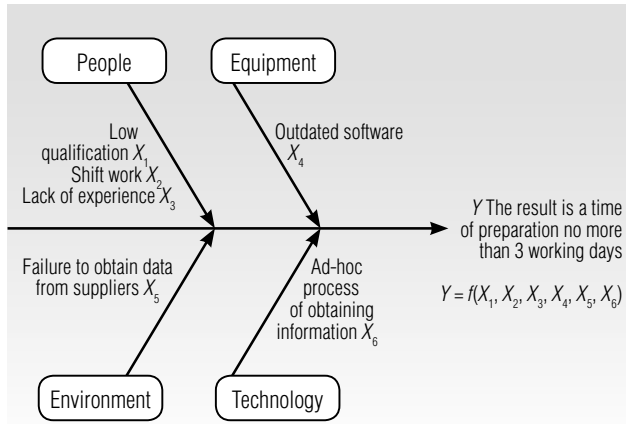 People
Equipment
Low
qualification X₁
Shift work X₂
Lack of experience X₃
Outdated software
X₄
Y The result is a time
of preparation no more
than 3 working days
Y = f(X₁, X₂, X₃, X₄, X₅, X₆)
Failure to obtain data
from suppliers X₅
Ad-hoc
process
of obtaining
information X₆
Environment
Technology